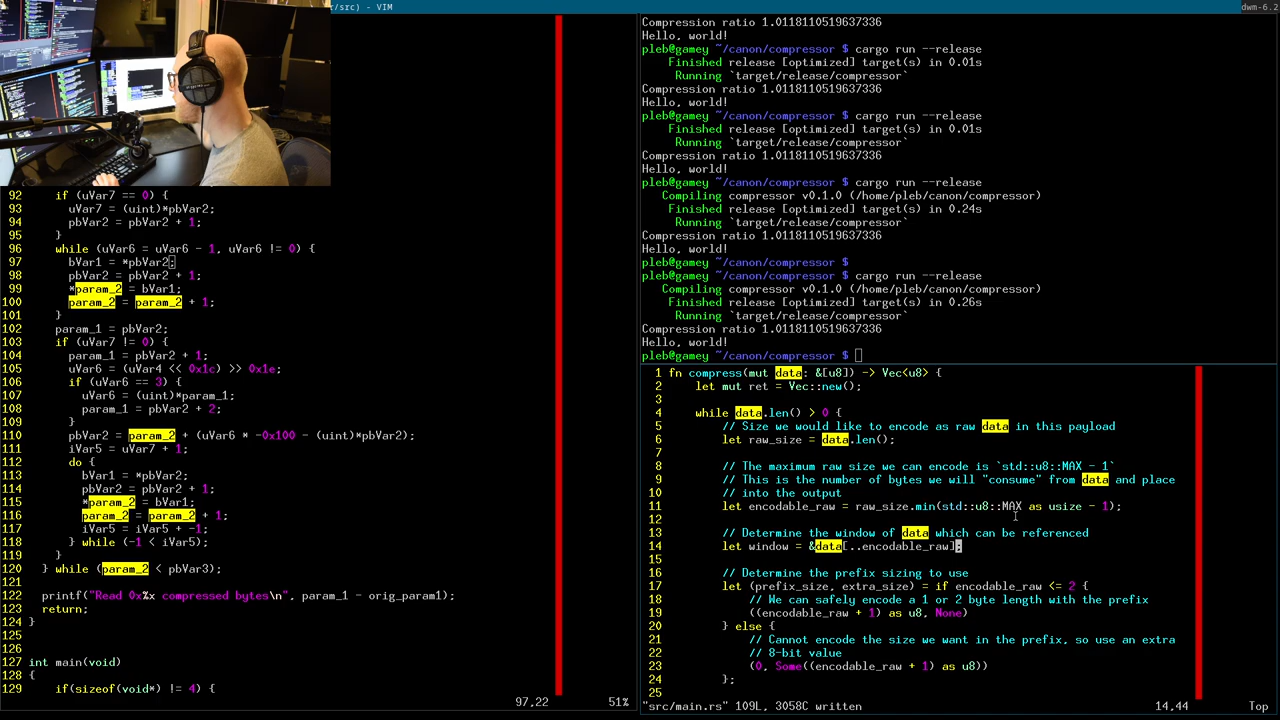 r/src) - VIM
dwm-6.2
92 if (uVar7 == 0) {
93 uVar7 = (uint)*pbVar2;
94 pbVar2 = pbVar2 + 1;
95 }
96 while (uVar6 = uVar6 - 1, uVar6 != 0) {
97 bVar1 = *pbVar2;
98 pbVar2 = pbVar2 + 1;
99 *param_2 = bVar1;
100 param_2 = param_2 + 1;
101 }
102 param_1 = pbVar2;
103 if (uVar7 != 0) {
104 param_1 = pbVar2 + 1;
105 uVar6 = (uVar4 << 0x1c) >> 0x1e;
106 if (uVar6 == 3) {
107 uVar6 = (uint)*param_1;
108 param_1 = pbVar2 + 2;
109 }
110 pbVar2 = param_2 + (uVar6 * -0x100 - (uint)*pbVar2);
111 iVar5 = uVar7 + 1;
112 do {
113 bVar1 = *pbVar2;
114 pbVar2 = pbVar2 + 1;
115 *param_2 = bVar1;
116 param_2 = param_2 + 1;
117 iVar5 = iVar5 + -1;
118 } while (-1 < iVar5);
119 }
120 } while (param_2 < pbVar3);
121
122 printf("Read 0x%x compressed bytes\n", param_1 - orig_param1);
123 return;
124 }
125
126
127 int main(void)
128 {
129 if(sizeof(void*) != 4) {
97,22 51%
Compression ratio 1.0118110519637336
Hello, world!
pleb@gamey ~/canon/compressor $ cargo run --release
Finished release [optimized] target(s) in 0.01s
Running `target/release/compressor`
Compression ratio 1.0118110519637336
Hello, world!
pleb@gamey ~/canon/compressor $ cargo run --release
Finished release [optimized] target(s) in 0.01s
Running `target/release/compressor`
Compression ratio 1.0118110519637336
Hello, world!
pleb@gamey ~/canon/compressor $ cargo run --release
Compiling compressor v0.1.0 (/home/pleb/canon/compressor)
Finished release [optimized] target(s) in 0.24s
Running `target/release/compressor`
Compression ratio 1.0118110519637336
Hello, world!
pleb@gamey ~/canon/compressor $
pleb@gamey ~/canon/compressor $ cargo run --release
Compiling compressor v0.1.0 (/home/pleb/canon/compressor)
Finished release [optimized] target(s) in 0.26s
Running `target/release/compressor`
Compression ratio 1.0118110519637336
Hello, world!
pleb@gamey ~/canon/compressor $
1 fn compress(mut data: &[u8]) -> Vec<u8> {
2 let mut ret = Vec::new();
3
4 while data.len() > 0 {
5 // Size we would like to encode as raw data in this payload
6 let raw_size = data.len();
7
8 // The maximum raw size we can encode is `std::u8::MAX - 1`
9 // This is the number of bytes we will "consume" from data and place
10 // into the output
11 let encodable_raw = raw_size.min(std::u8::MAX as usize - 1);
12
13 // Determine the window of data which can be referenced
14 let window = &data[..encodable_raw];
15
16 // Determine the prefix sizing to use
17 let (prefix_size, extra_size) = if encodable_raw <= 2 {
18 // We can safely encode a 1 or 2 byte length with the prefix
19 ((encodable_raw + 1) as u8, None)
20 } else {
21 // Cannot encode the size we want in the prefix, so use an extra
22 // 8-bit value
23 (0, Some((encodable_raw + 1) as u8))
24 };
25
"src/main.rs" 109L, 3058C written 14,44 Top